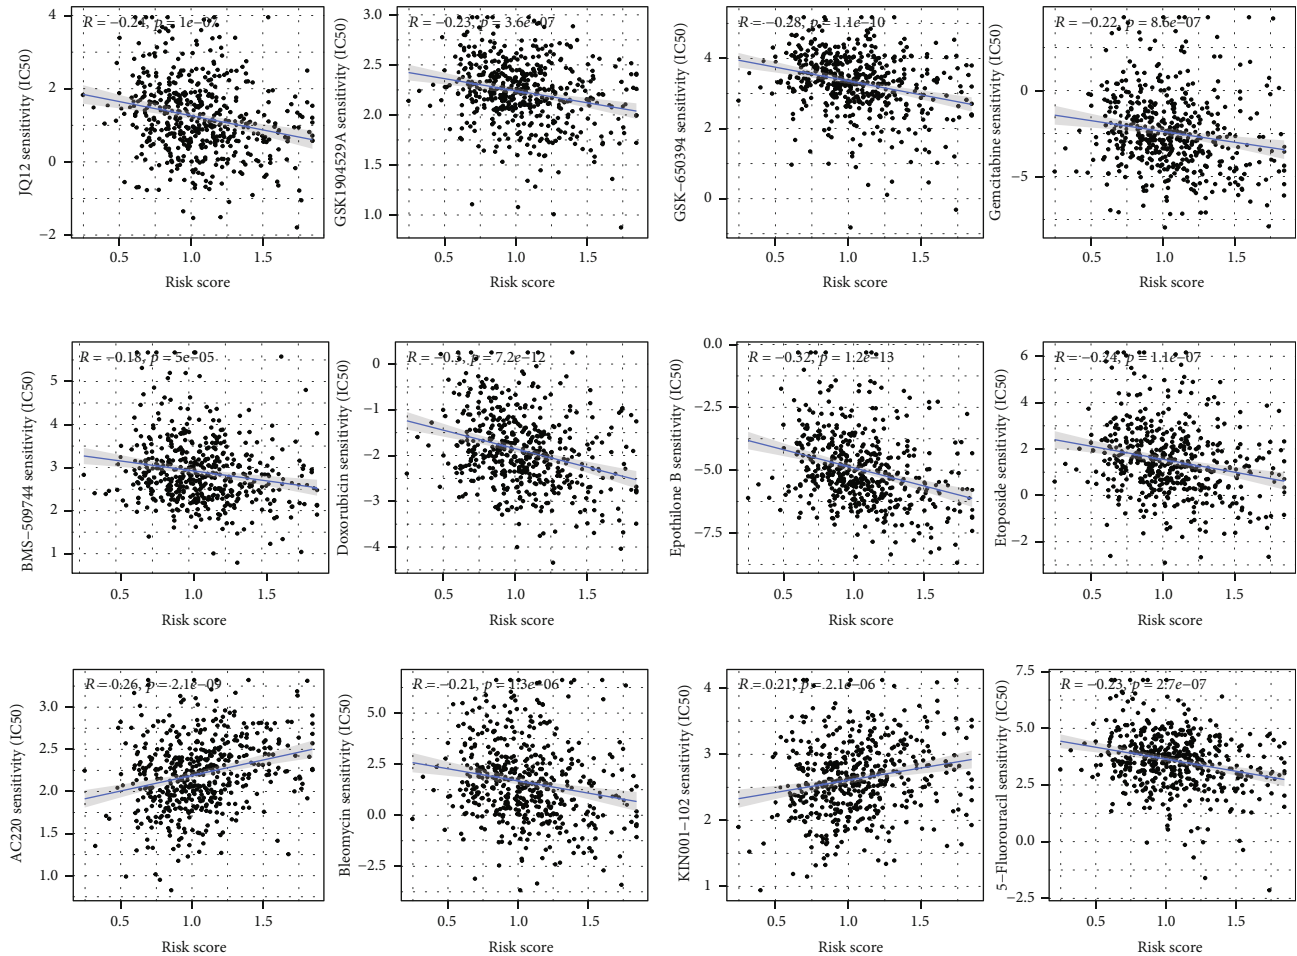 R = −0.24, p = 1e−07
JQ12 sensitivity (IC50)
4
2
0
−2
0.5 1.0 1.5
Risk score
R = −0.23, p = 3.6e−07
GSK1904529A sensitivity (IC50)
3.0
2.5
2.0
1.5
1.0
0.5 1.0 1.5
Risk score
R = −0.28, p = 1.1e−10
GSK−650394 sensitivity (IC50)
4
2
0
0.5 1.0 1.5
Risk score
R = −0.22, p = 8.6e−07
Gemcitabine sensitivity (IC50)
0
−5
0.5 1.0 1.5
Risk score
R = −0.18, p = 5e−05
BMS−509744 sensitivity (IC50)
5
4
3
2
1
0.5 1.0 1.5
Risk score
R = −0.3, p = 7.2e−12
Doxorubicin sensitivity (IC50)
0
−1
−2
−3
−4
0.5 1.0 1.5
Risk score
R = −0.32, p = 1.2e−13
Epothilone B sensitivity (IC50)
0.0
−2.5
−5.0
−7.5
0.5 1.0 1.5
Risk score
R = −0.24, p = 1.1e−07
Etoposide sensitivity (IC50)
6
4
2
0
−2
0.5 1.0 1.5
Risk score
R = 0.26, p = 2.1e−09
AC220 sensitivity (IC50)
3.0
2.5
2.0
1.5
1.0
0.5 1.0 1.5
Risk score
R = −0.21, p = 1.3e−06
Bleomycin sensitivity (IC50)
5.0
2.5
0.0
−2.5
0.5 1.0 1.5
Risk score
R = 0.21, p = 2.1e−06
KIN001−102 sensitivity (IC50)
4
3
2
1
0.5 1.0 1.5
Risk score
R = −0.23, p = 2.7e−07
5−Fluorouracil sensitivity (IC50)
7.5
5.0
2.5
0.0
−2.5
0.5 1.0 1.5
Risk score